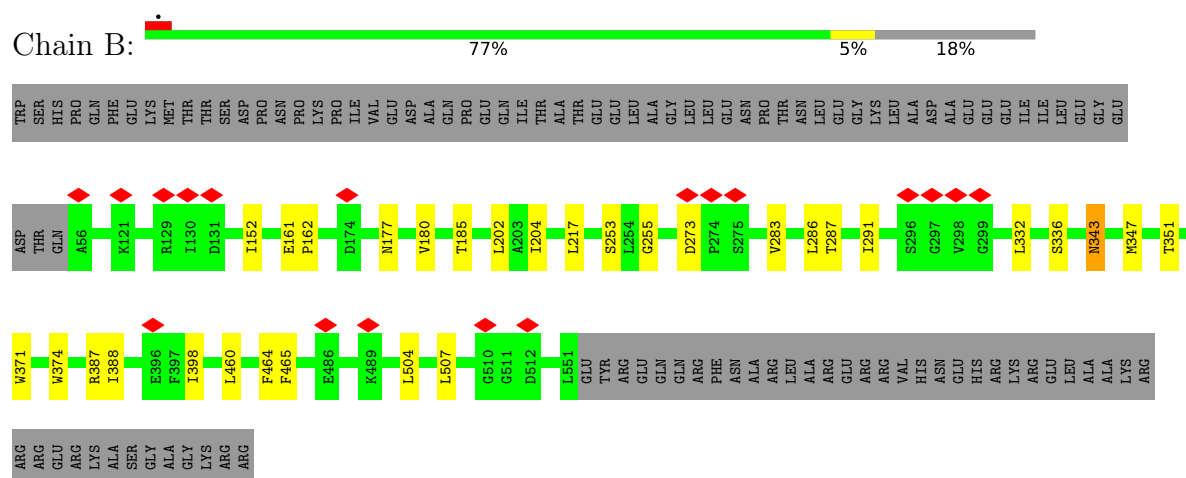 Chain B:
77% 5% 18%
TRP SER HIS PRO GLN PHE GLU LYS MET THR THR SER ASP PRO ASN PRO LYS PRO ILE VAL GLU ASP ALA GLN PRO GLU GLN ILE THR ALA THR GLU GLU LEU ALA GLY LEU LEU GLU ASN PRO THR ASN LEU GLU GLY LYS LEU ALA ASP ALA GLU GLU GLU ILE ILE LEU GLU GLY GLU
ASP THR GLN A56 K121 R129 I130 D131 I152 E161 P162 D174 N177 V180 T185 L202 A203 I204 L217 S253 L254 G255 D273 P274 S275 V283 L286 T287 I291 S296 G297 V298 G299 L332 S336 N343 M347 T351
W371 W374 R387 I388 E396 F397 I398 L460 F464 F465 E486 K489 L504 L507 G510 G511 D512 L551 GLU TYR ARG GLU GLN GLN ARG PHE ASN ALA ARG LEU ALA ARG GLU ARG ARG VAL HIS ASN GLU HIS ARG LYS ARG GLU LEU ALA ALA LYS ARG
ARG ARG GLU ARG LYS ALA SER GLY ALA GLY LYS ARG ARG